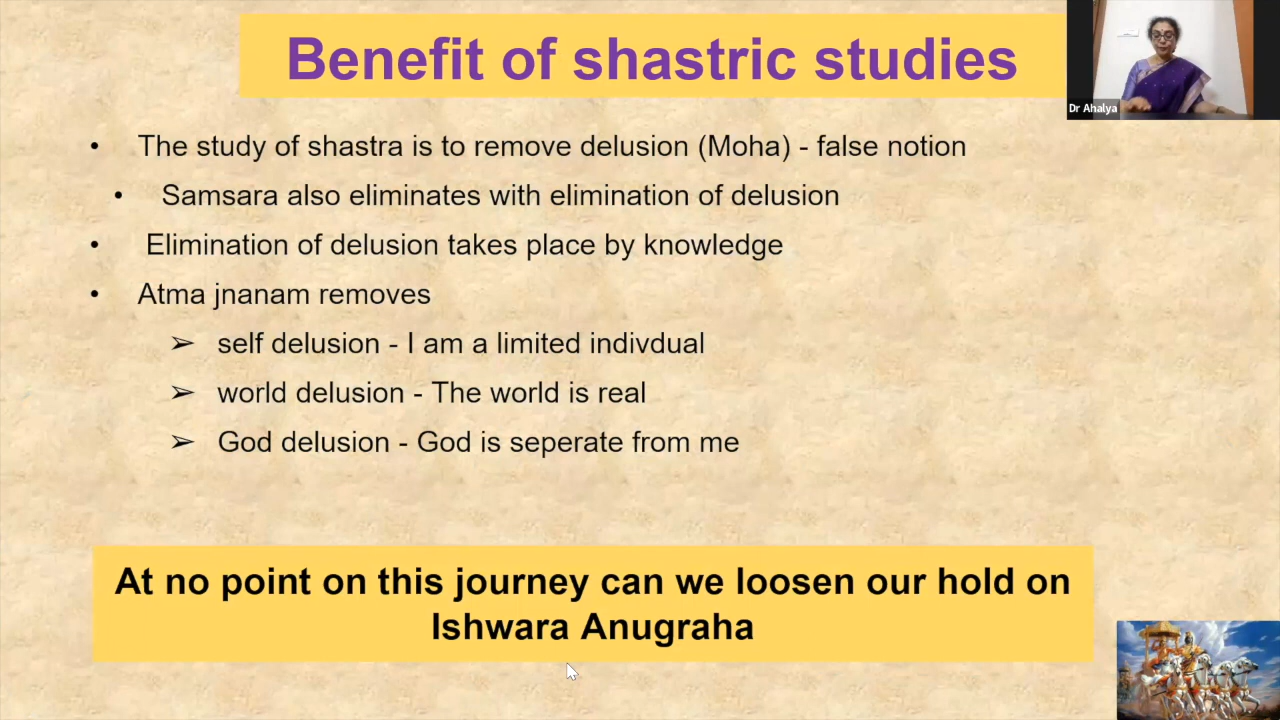 Benefit of shastric studies
Dr Ahalya
• The study of shastra is to remove delusion (Moha) - false notion
• Samsara also eliminates with elimination of delusion
• Elimination of delusion takes place by knowledge
• Atma jnanam removes
➢ self delusion - I am a limited indivdual
➢ world delusion - The world is real
➢ God delusion - God is seperate from me
At no point on this journey can we loosen our hold on
Ishwara Anugraha